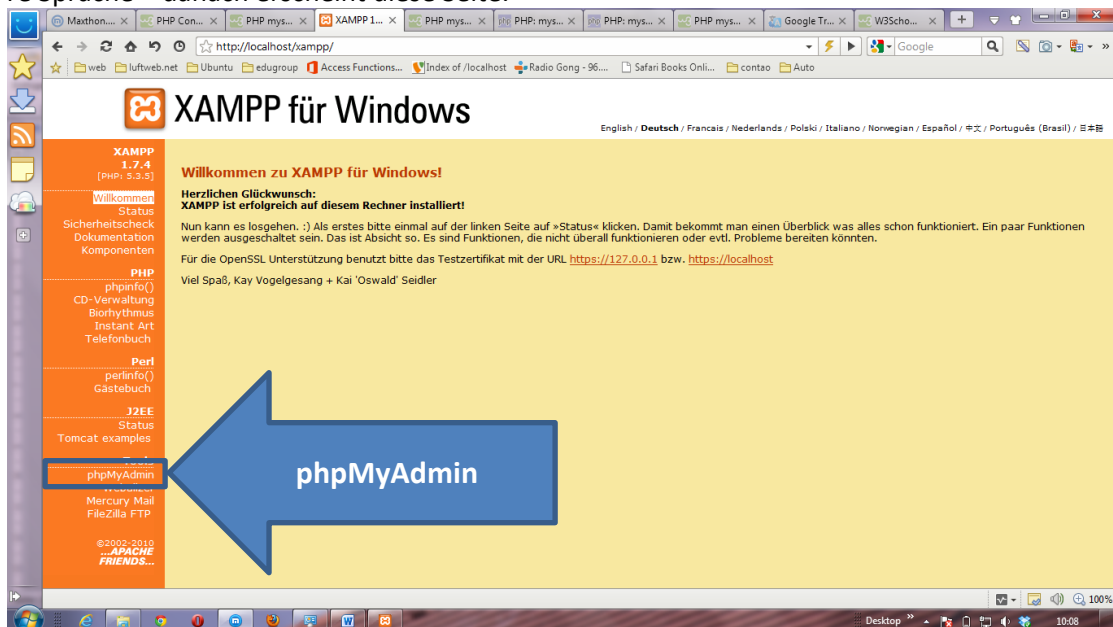 Maxthon.... PHP Con... PHP mys... XAMPP 1... PHP mys... PHP: mys... PHP: mys... PHP mys... Google Tr... W3Scho...
http://localhost/xampp/
Google
web luftweb.net Ubuntu edugroup Access Functions... Index of /localhost Radio Gong - 96.... Safari Books Onli... contao Auto
XAMPP für Windows
English / Deutsch / Francais / Nederlands / Polski / Italiano / Norwegian / Español / 中文 / Português (Brasil) / 日本語
XAMPP
1.7.4
[PHP: 5.3.5]
Willkommen
Status
Sicherheitscheck
Dokumentation
Komponenten
PHP
phpinfo()
CD-Verwaltung
Biorhythmus
Instant Art
Telefonbuch
Perl
perlinfo()
Gästebuch
J2EE
Status
Tomcat examples
Tools
phpMyAdmin
Webalizer
Mercury Mail
FileZilla FTP
©2002-2010
...APACHE
FRIENDS...
Willkommen zu XAMPP für Windows!
Herzlichen Glückwunsch:
XAMPP ist erfolgreich auf diesem Rechner installiert!
Nun kann es losgehen. :) Als erstes bitte einmal auf der linken Seite auf »Status« klicken. Damit bekommt man einen Überblick was alles schon funktioniert. Ein paar Funktionen
werden ausgeschaltet sein. Das ist Absicht so. Es sind Funktionen, die nicht überall funktionieren oder evtl. Probleme bereiten könnten.
Für die OpenSSL Unterstützung benutzt bitte das Testzertifikat mit der URL https://127.0.0.1 bzw. https://localhost
Viel Spaß, Kay Vogelgesang + Kai 'Oswald' Seidler
phpMyAdmin
100%
Desktop
10:08